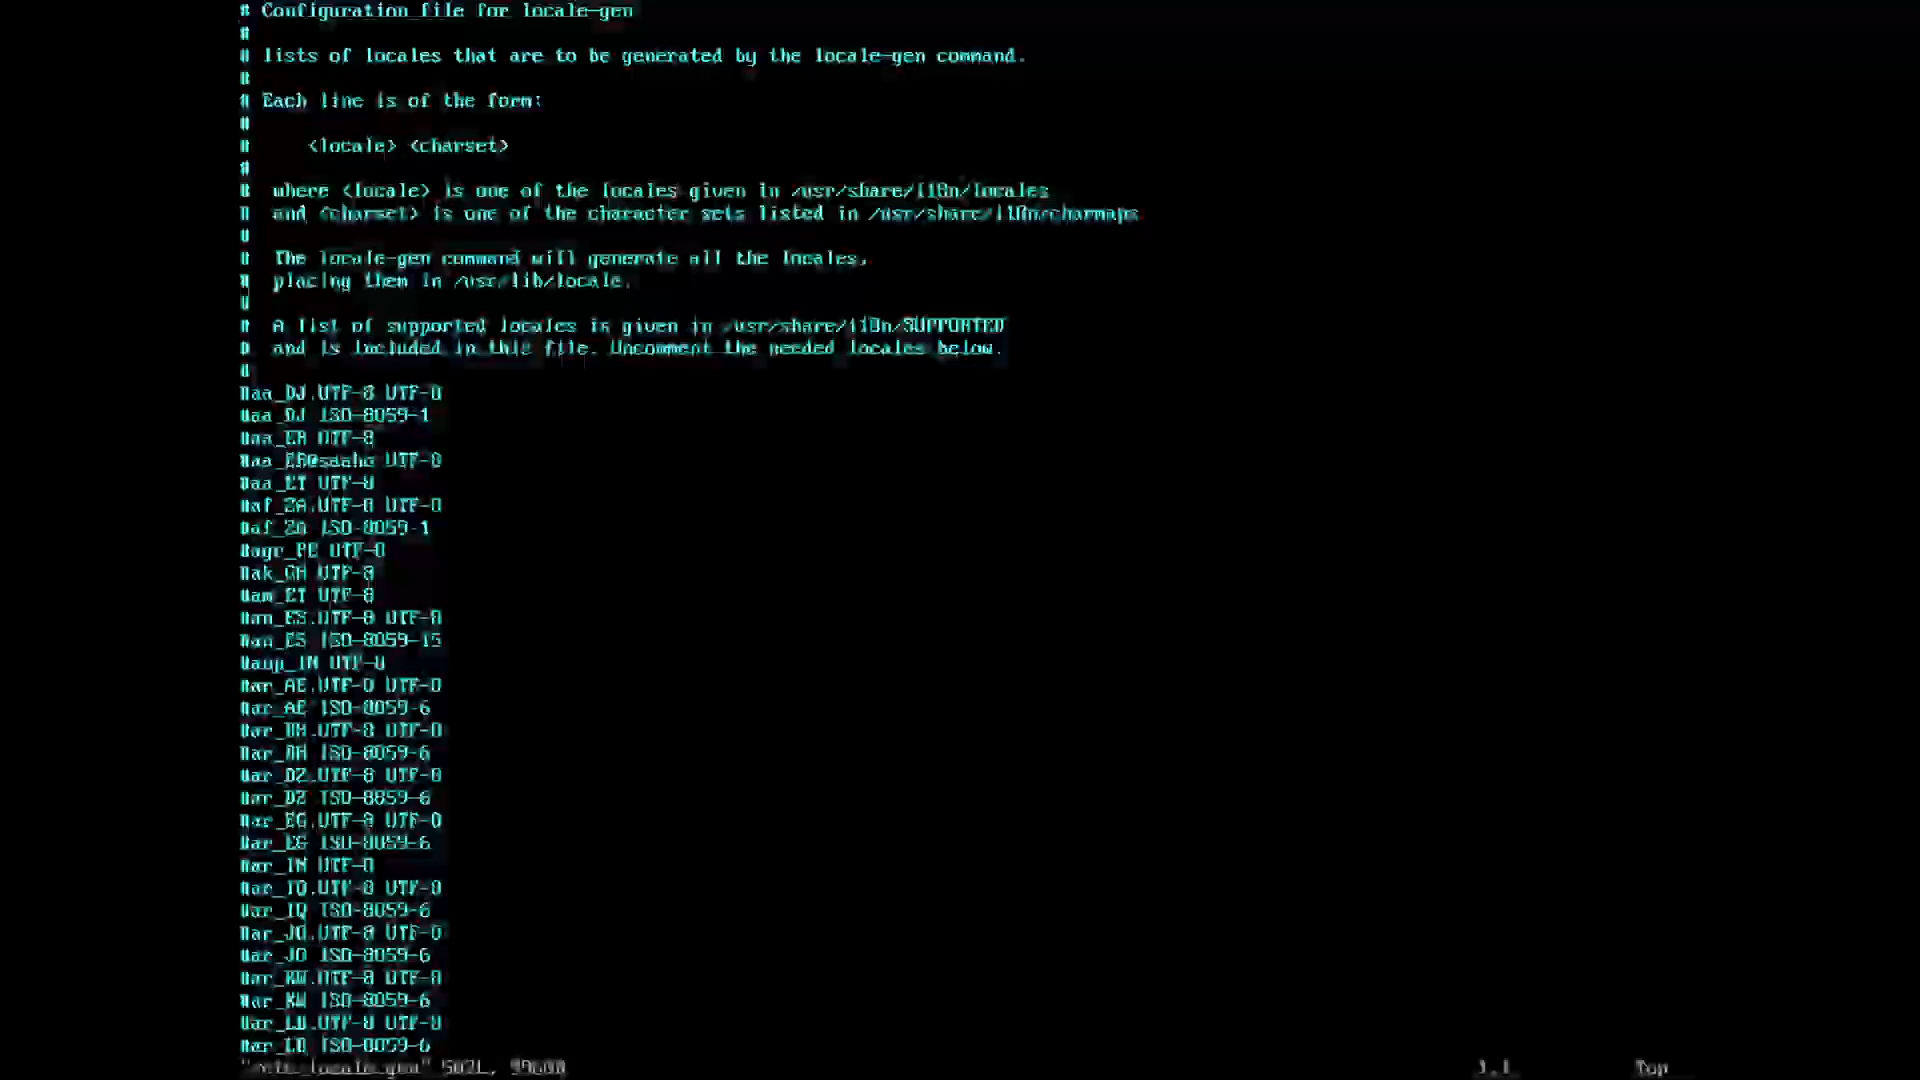 # Configuration file for locale-gen
#
# lists of locales that are to be generated by the locale-gen command.
#
# Each line is of the form:
#
#     <locale> <charset>
#
#  where <locale> is one of the locales given in /usr/share/i18n/locales
#  and <charset> is one of the character sets listed in /usr/share/i18n/charmaps
#
#  The locale-gen command will generate all the locales,
#  placing them in /usr/lib/locale.
#
#  A list of supported locales is given in /usr/share/i18n/SUPPORTED
#  and is included in this file. Uncomment the needed locales below.
#
#aa_DJ.UTF-8 UTF-8
#aa_DJ ISO-8859-1
#aa_ER UTF-8
#aa_ER@saaho UTF-8
#aa_ET UTF-8
#af_ZA.UTF-8 UTF-8
#af_ZA ISO-8859-1
#agr_PE UTF-8
#ak_GH UTF-8
#am_ET UTF-8
#an_ES.UTF-8 UTF-8
#an_ES ISO-8859-15
#anp_IN UTF-8
#ar_AE.UTF-8 UTF-8
#ar_AE ISO-8859-6
#ar_BH.UTF-8 UTF-8
#ar_BH ISO-8859-6
#ar_DZ.UTF-8 UTF-8
#ar_DZ ISO-8859-6
#ar_EG.UTF-8 UTF-8
#ar_EG ISO-8859-6
#ar_IN UTF-8
#ar_IQ.UTF-8 UTF-8
#ar_IQ ISO-8859-6
#ar_JO.UTF-8 UTF-8
#ar_JO ISO-8859-6
#ar_KW.UTF-8 UTF-8
#ar_KW ISO-8859-6
#ar_LB.UTF-8 UTF-8
#ar_LB ISO-8859-6
"/etc/locale.gen" 1,1 Top